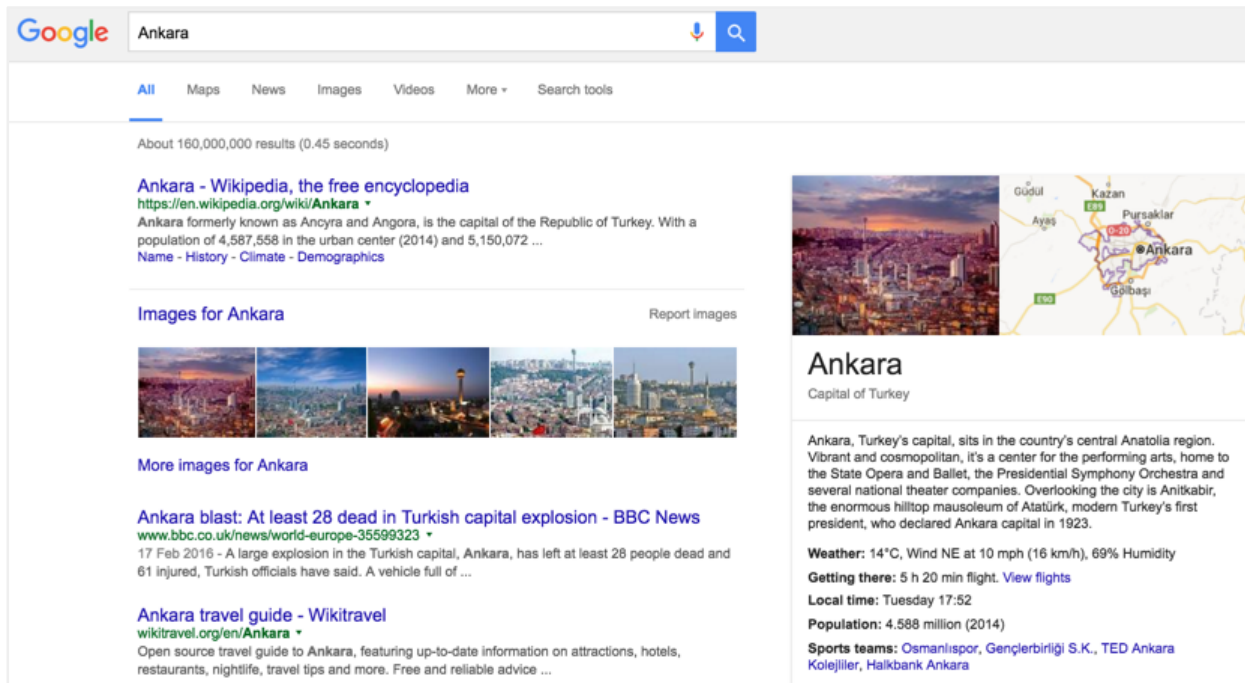 Google
Ankara
All Maps News Images Videos More Search tools
About 160,000,000 results (0.45 seconds)
Ankara - Wikipedia, the free encyclopedia
https://en.wikipedia.org/wiki/Ankara
Ankara formerly known as Ancyra and Angora, is the capital of the Republic of Turkey. With a
population of 4,587,558 in the urban center (2014) and 5,150,072 ...
Name - History - Climate - Demographics
Images for Ankara
Report images
More images for Ankara
Ankara blast: At least 28 dead in Turkish capital explosion - BBC News
www.bbc.co.uk/news/world-europe-35599323
17 Feb 2016 - A large explosion in the Turkish capital, Ankara, has left at least 28 people dead and
61 injured, Turkish officials have said. A vehicle full of ...
Ankara travel guide - Wikitravel
wikitravel.org/en/Ankara
Open source travel guide to Ankara, featuring up-to-date information on attractions, hotels,
restaurants, nightlife, travel tips and more. Free and reliable advice ...
Güdül
Kazan
E89
Ayaş
Pursaklar
O-20
Ankara
Gölbaşı
E90
Ankara
Capital of Turkey
Ankara, Turkey's capital, sits in the country's central Anatolia region.
Vibrant and cosmopolitan, it's a center for the performing arts, home to
the State Opera and Ballet, the Presidential Symphony Orchestra and
several national theater companies. Overlooking the city is Anitkabir,
the enormous hilltop mausoleum of Atatürk, modern Turkey's first
president, who declared Ankara capital in 1923.
Weather: 14°C, Wind NE at 10 mph (16 km/h), 69% Humidity
Getting there: 5 h 20 min flight. View flights
Local time: Tuesday 17:52
Population: 4.588 million (2014)
Sports teams: Osmanlıspor, Gençlerbirliği S.K., TED Ankara
Kolejliler, Halkbank Ankara